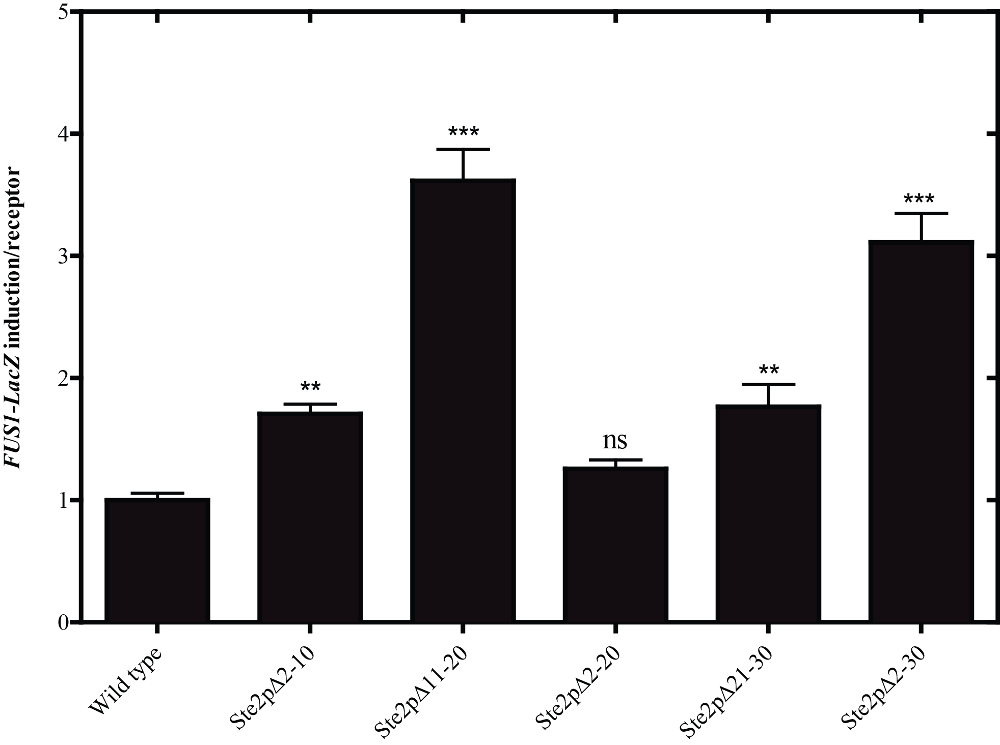 5
4
3
2
1
0
FUS1-LacZ induction/receptor
**
***
ns
**
***
Wild type
Ste2pΔ2-10
Ste2pΔ11-20
Ste2pΔ2-20
Ste2pΔ21-30
Ste2pΔ2-30